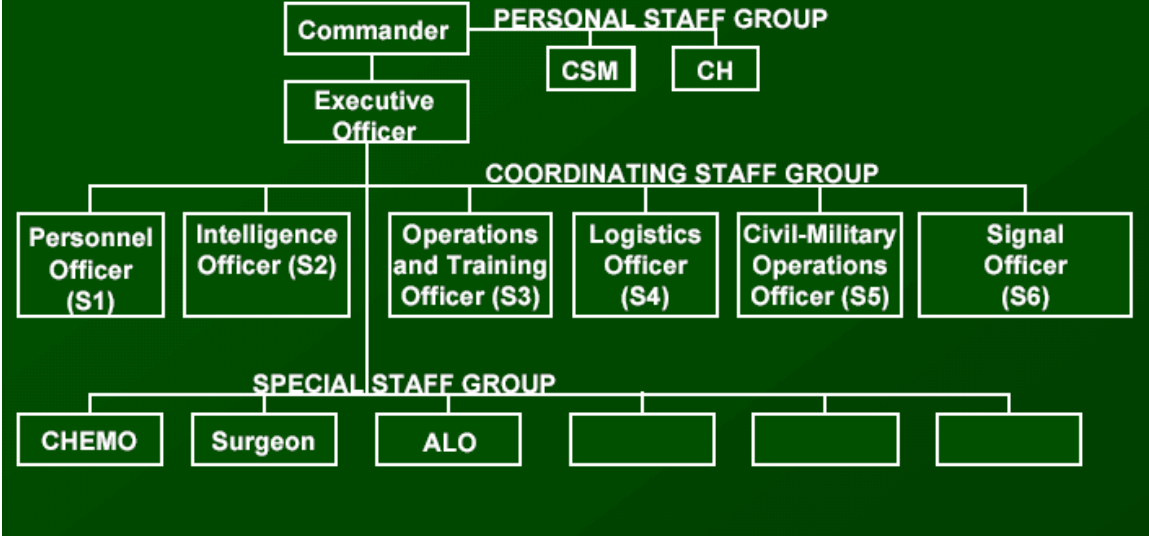 Commander
PERSONAL STAFF GROUP
CSM
CH
Executive
Officer
COORDINATING STAFF GROUP
Personnel
Officer
(S1)
Intelligence
Officer (S2)
Operations
and Training
Officer (S3)
Logistics
Officer
(S4)
Civil-Military
Operations
Officer (S5)
Signal
Officer
(S6)
SPECIAL STAFF GROUP
CHEMO
Surgeon
ALO